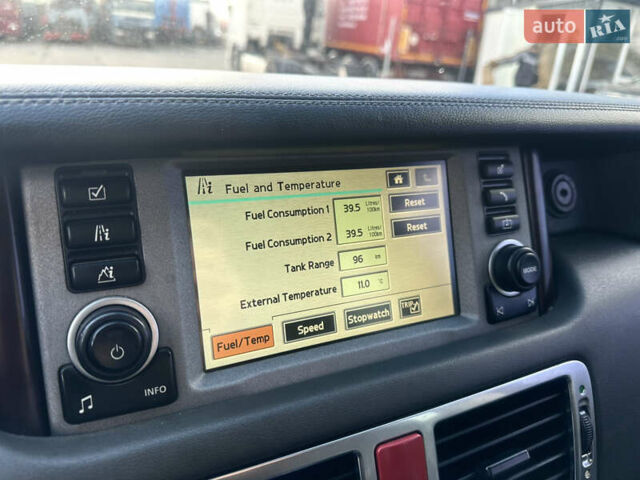 auto RIA
.com
Fuel and Temperature
Fuel Consumption 1 39.5 Litres/100km Reset
Fuel Consumption 2 39.5 Litres/100km Reset
Tank Range 96 km
External Temperature 11.0 °C
TRIP
Fuel/Temp Speed Stopwatch
MODE
INFO